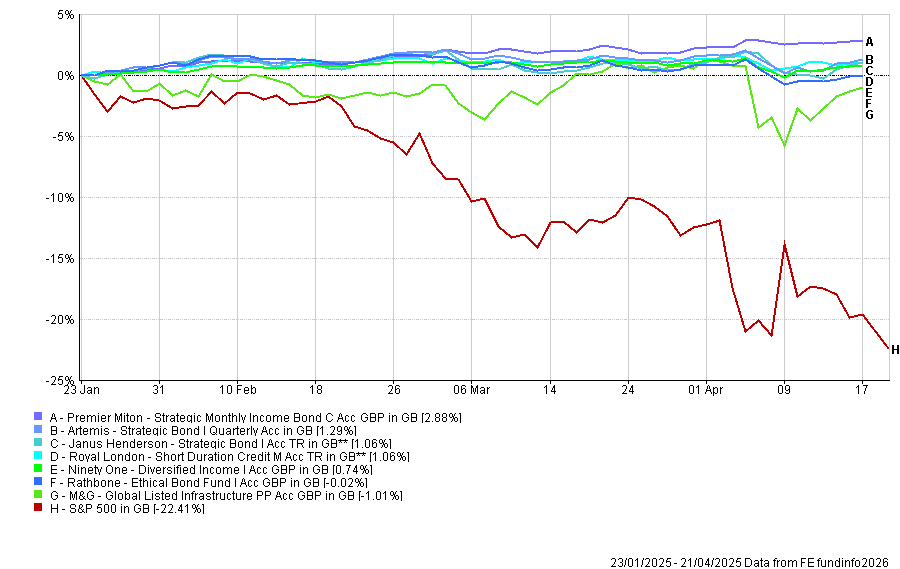 5%
0%
-5%
-10%
-15%
-20%
-25%
A
B
C
D
E
F
G
H
23 Jan
31
10 Feb
18
26
06 Mar
14
24
01 Apr
09
17
A - Premier Miton - Strategic Monthly Income Bond C Acc GBP in GB [2.88%]
B - Artemis - Strategic Bond I Quarterly Acc in GB [1.29%]
C - Janus Henderson - Strategic Bond I Acc TR in GB** [1.06%]
D - Royal London - Short Duration Credit M Acc TR in GB** [1.06%]
E - Ninety One - Diversified Income I Acc GBP in GB [0.74%]
F - Rathbone - Ethical Bond Fund I Acc GBP in GB [-0.02%]
G - M&G - Global Listed Infrastructure PP Acc GBP in GB [-1.01%]
H - S&P 500 in GB [-22.41%]
23/01/2025 - 21/04/2025 Data from FE fundinfo2026